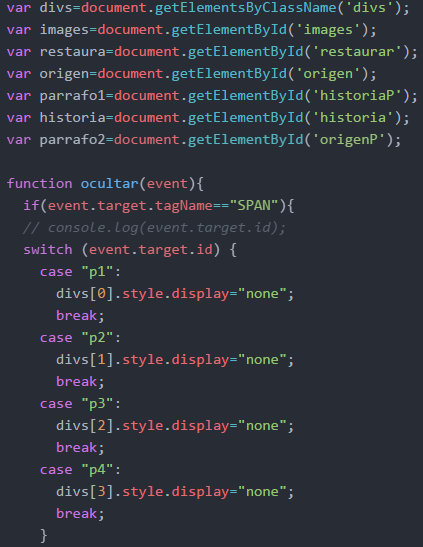 var divs=document.getElementsByClassName('divs');
var images=document.getElementById('images');
var restaura=document.getElementById('restaurar');
var origen=document.getElementById('origen');
var parrafo1=document.getElementById('historiaP');
var historia=document.getElementById('historia');
var parrafo2=document.getElementById('origenP');

function ocultar(event){
  if(event.target.tagName=="SPAN"){
  // console.log(event.target.id);
  switch (event.target.id) {
    case "p1":
      divs[0].style.display="none";
      break;
    case "p2":
      divs[1].style.display="none";
      break;
    case "p3":
      divs[2].style.display="none";
      break;
    case "p4":
      divs[3].style.display="none";
      break;
    }